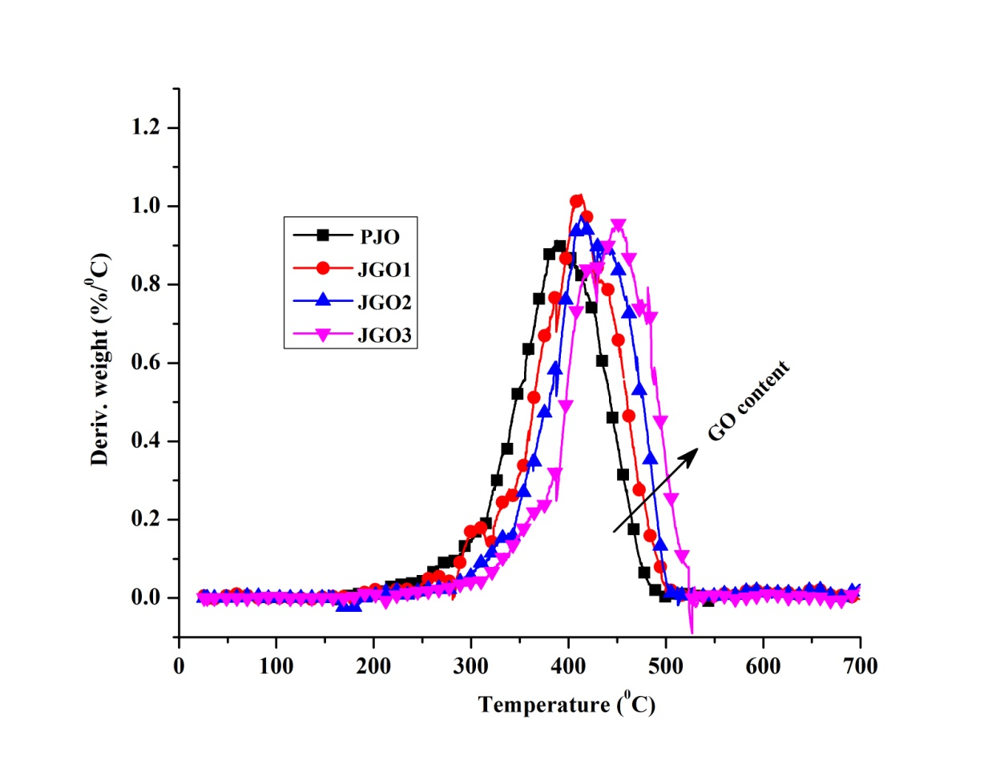 1.2
1.0
0.8
0.6
0.4
0.2
0.0
Deriv. weight (%/⁰C)
PJO
JGO1
JGO2
JGO3
GO content
0 100 200 300 400 500 600 700
Temperature (⁰C)